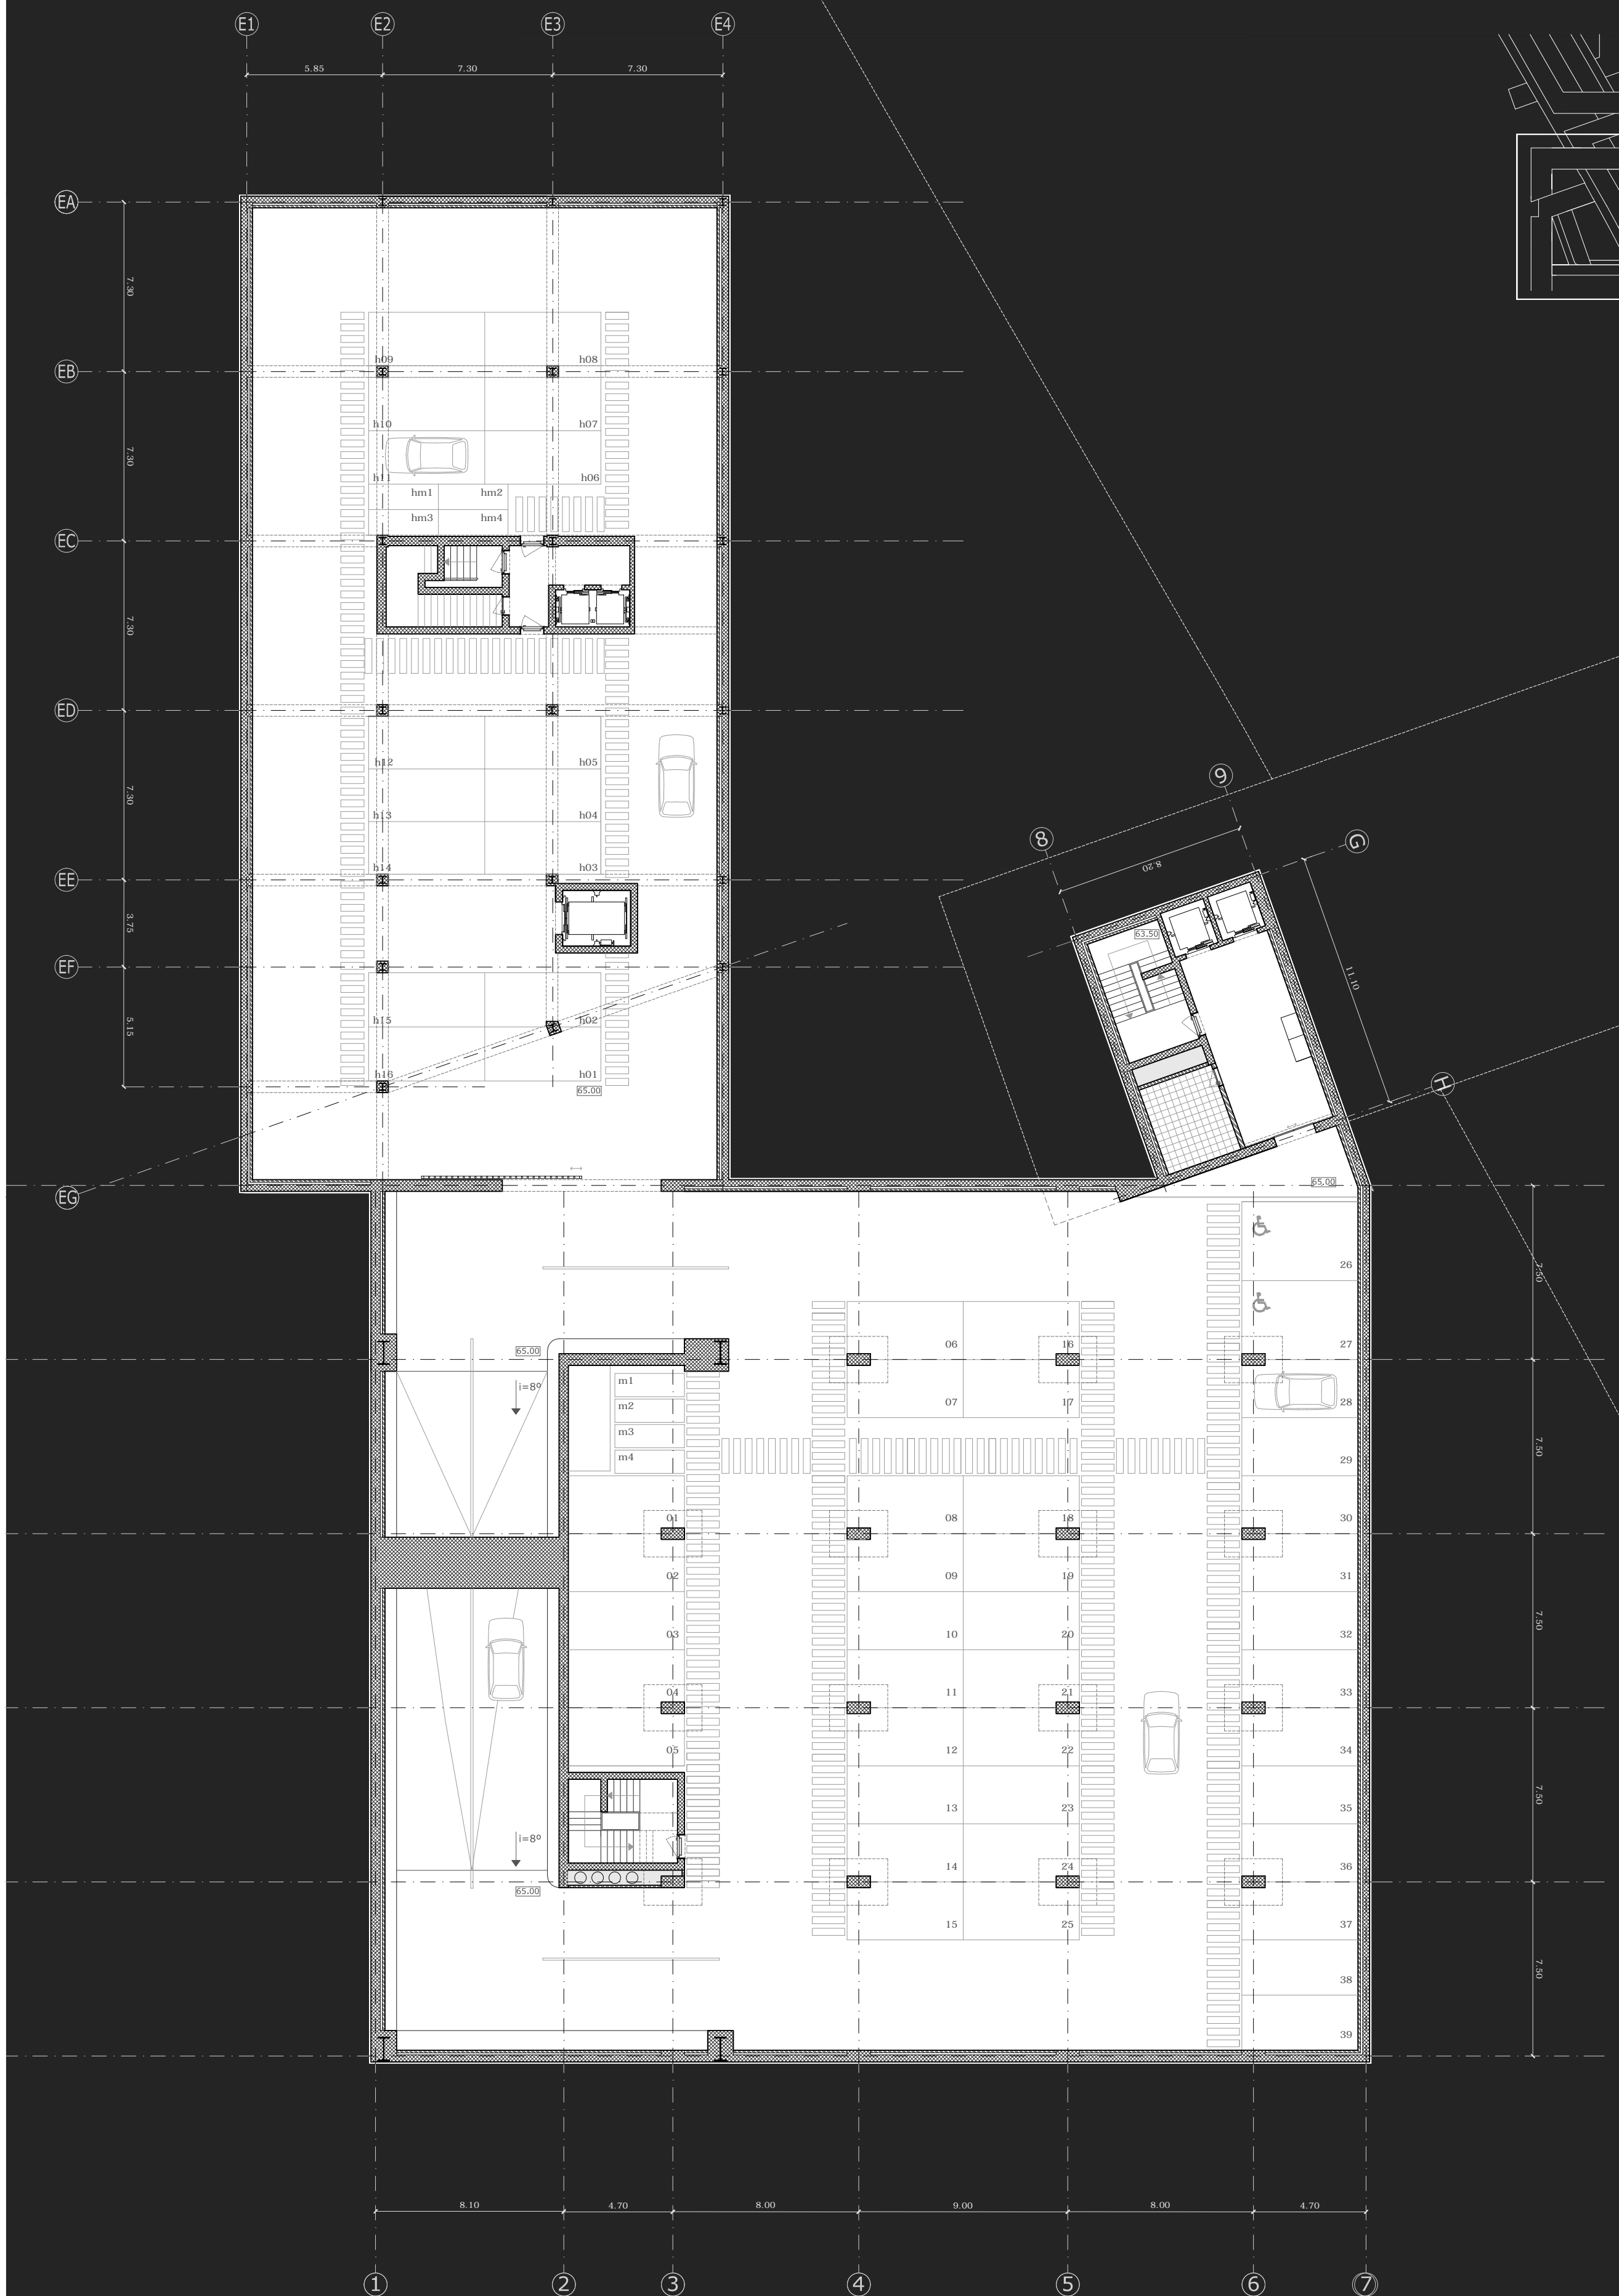 E1 E2 E3 E4
5.85 7.30 7.30
EA
7.30
h09 h08
EB
h10 h07
7.30
h11 h06
hm1 hm2
hm3 hm4
EC
7.30
ED
h12 h05
9
7.30
h13 h04
8 G
8.20
h14 h03
EE
3.75
63.50
EF
11.10
h15 h02
5.15
h16 h01
65.00
H
EG
65.00
26
7.50
06 16 27
65.00
i=8º
m1
m2
07 17 28
m3
m4
29
7.50
01 08 18 30
02 09 19 31
03 10 20 32
7.50
04 11 21 33
05 12 22 34
7.50
13 23 35
i=8º
14 24 36
65.00
15 25 37
7.50
38
39
8.10 4.70 8.00 9.00 8.00 4.70
1 2 3 4 5 6 7